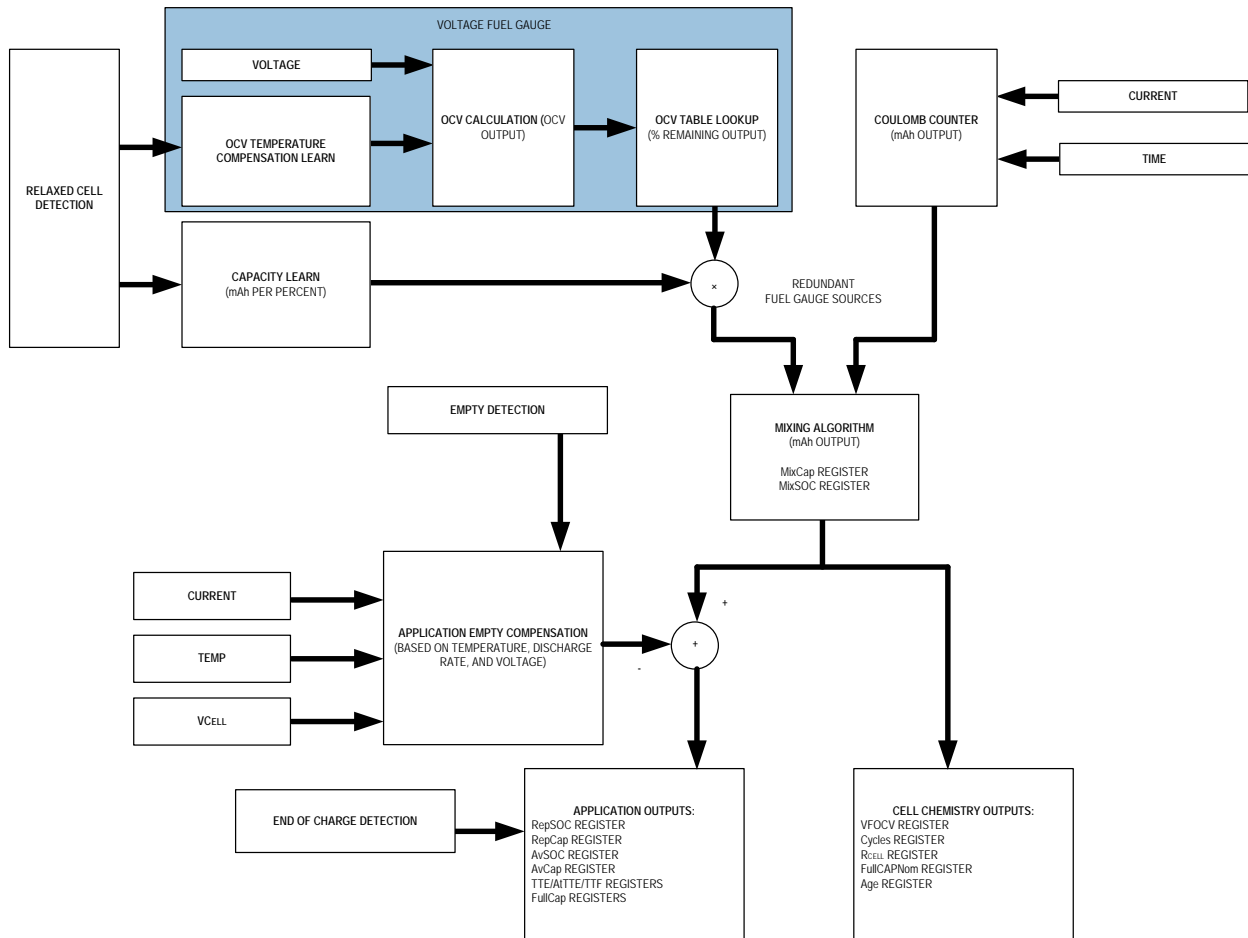 VOLTAGE FUEL GAUGE
VOLTAGE
OCV TEMPERATURE
COMPENSATION LEARN
OCV CALCULATION (OCV
OUTPUT)
OCV TABLE LOOKUP
(% REMAINING OUTPUT)
COULOMB COUNTER
(mAh OUTPUT)
CURRENT
TIME
RELAXED CELL
DETECTION
CAPACITY LEARN
(mAh PER PERCENT)
×
REDUNDANT
FUEL GAUGE SOURCES
EMPTY DETECTION
MIXING ALGORITHM
(mAh OUTPUT)
MixCap REGISTER
MixSOC REGISTER
CURRENT
TEMP
VCELL
APPLICATION EMPTY COMPENSATION
(BASED ON TEMPERATURE, DISCHARGE
RATE, AND VOLTAGE)
+
+
-
END OF CHARGE DETECTION
APPLICATION OUTPUTS:
RepSOC REGISTER
RepCap REGISTER
AvSOC REGISTER
AvCap REGISTER
TTE/AtTTE/TTF REGISTERS
FullCap REGISTERS
CELL CHEMISTRY OUTPUTS:
VFOCV REGISTER
Cycles REGISTER
RCELL REGISTER
FullCAPNom REGISTER
Age REGISTER